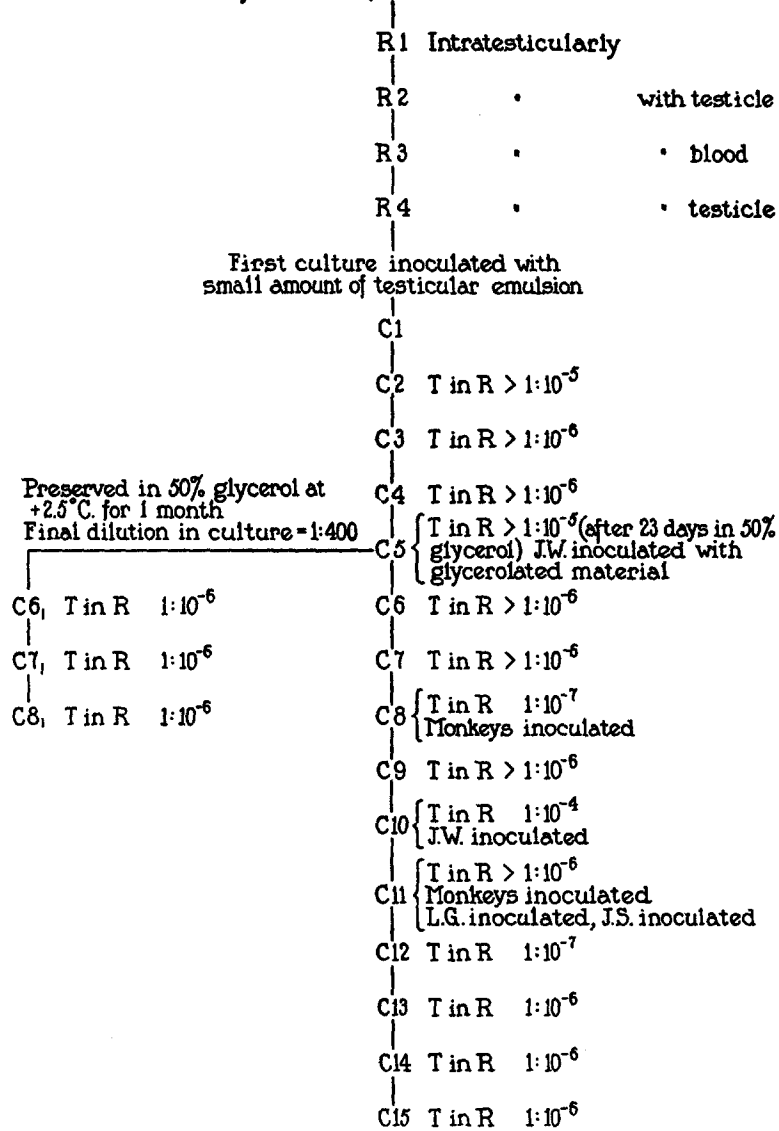 R1 Intratesticularly
R2 " with testicle
R3 " " blood
R4 " " testicle
First culture inoculated with
small amount of testicular emulsion
C1
C2 T in R > 1:10⁻⁵
C3 T in R > 1:10⁻⁶
C4 T in R > 1:10⁻⁶
Preserved in 50% glycerol at
+2.5°C. for 1 month
Final dilution in culture = 1:400
C5 T in R > 1:10⁻⁵ (after 23 days in 50%
glycerol) J.W. inoculated with
glycerolated material
C6₁ T in R 1:10⁻⁶
C7₁ T in R 1:10⁻⁶
C8₁ T in R 1:10⁻⁶
C6 T in R > 1:10⁻⁶
C7 T in R > 1:10⁻⁶
C8 T in R 1:10⁻⁷
Monkeys inoculated
C9 T in R > 1:10⁻⁶
C10 T in R 1:10⁻⁴
J.W. inoculated
C11 T in R > 1:10⁻⁶
Monkeys inoculated
L.G. inoculated, J.S. inoculated
C12 T in R 1:10⁻⁷
C13 T in R 1:10⁻⁶
C14 T in R 1:10⁻⁶
C15 T in R 1:10⁻⁶